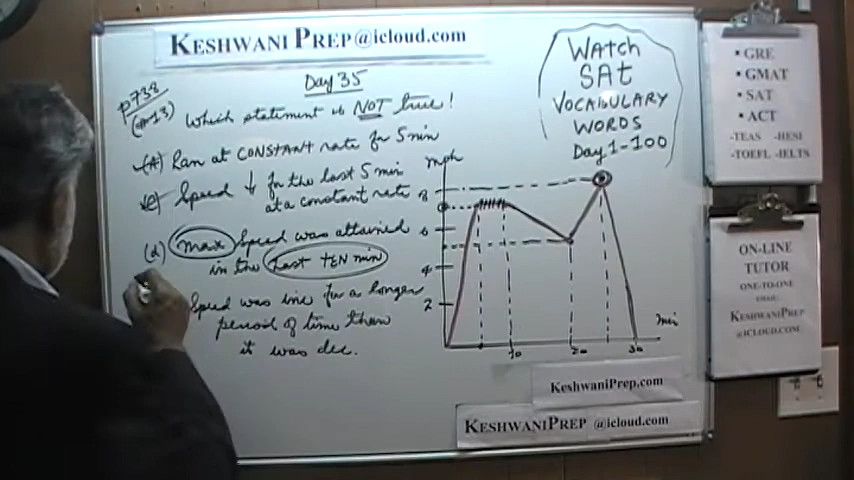 KESHWANI PREP@icloud.com
Day 35
p738
(#13)
Which statement is NOT true!
(A) Ran at CONSTANT rate for 5 min
(c) Speed ↓ for the last 5 min
at a constant rate
(d) max speed was attained
in the last TEN min
Speed was inc for a longer
period of time than
it was dec.
WATCH
SAT
VOCABULARY
WORDS
Day 1-100
mph
8
6
4
2
10
20
30
min
KESHWANIPREP.COM
KESHWANIPREP @icloud.com
• GRE
• GMAT
• SAT
• ACT
-TEAS -HESI
-TOEFL -IELTS
ON-LINE
TUTOR
ONE-TO-ONE
EMAIL:
KESHWANIPREP
@ICLOUD.COM